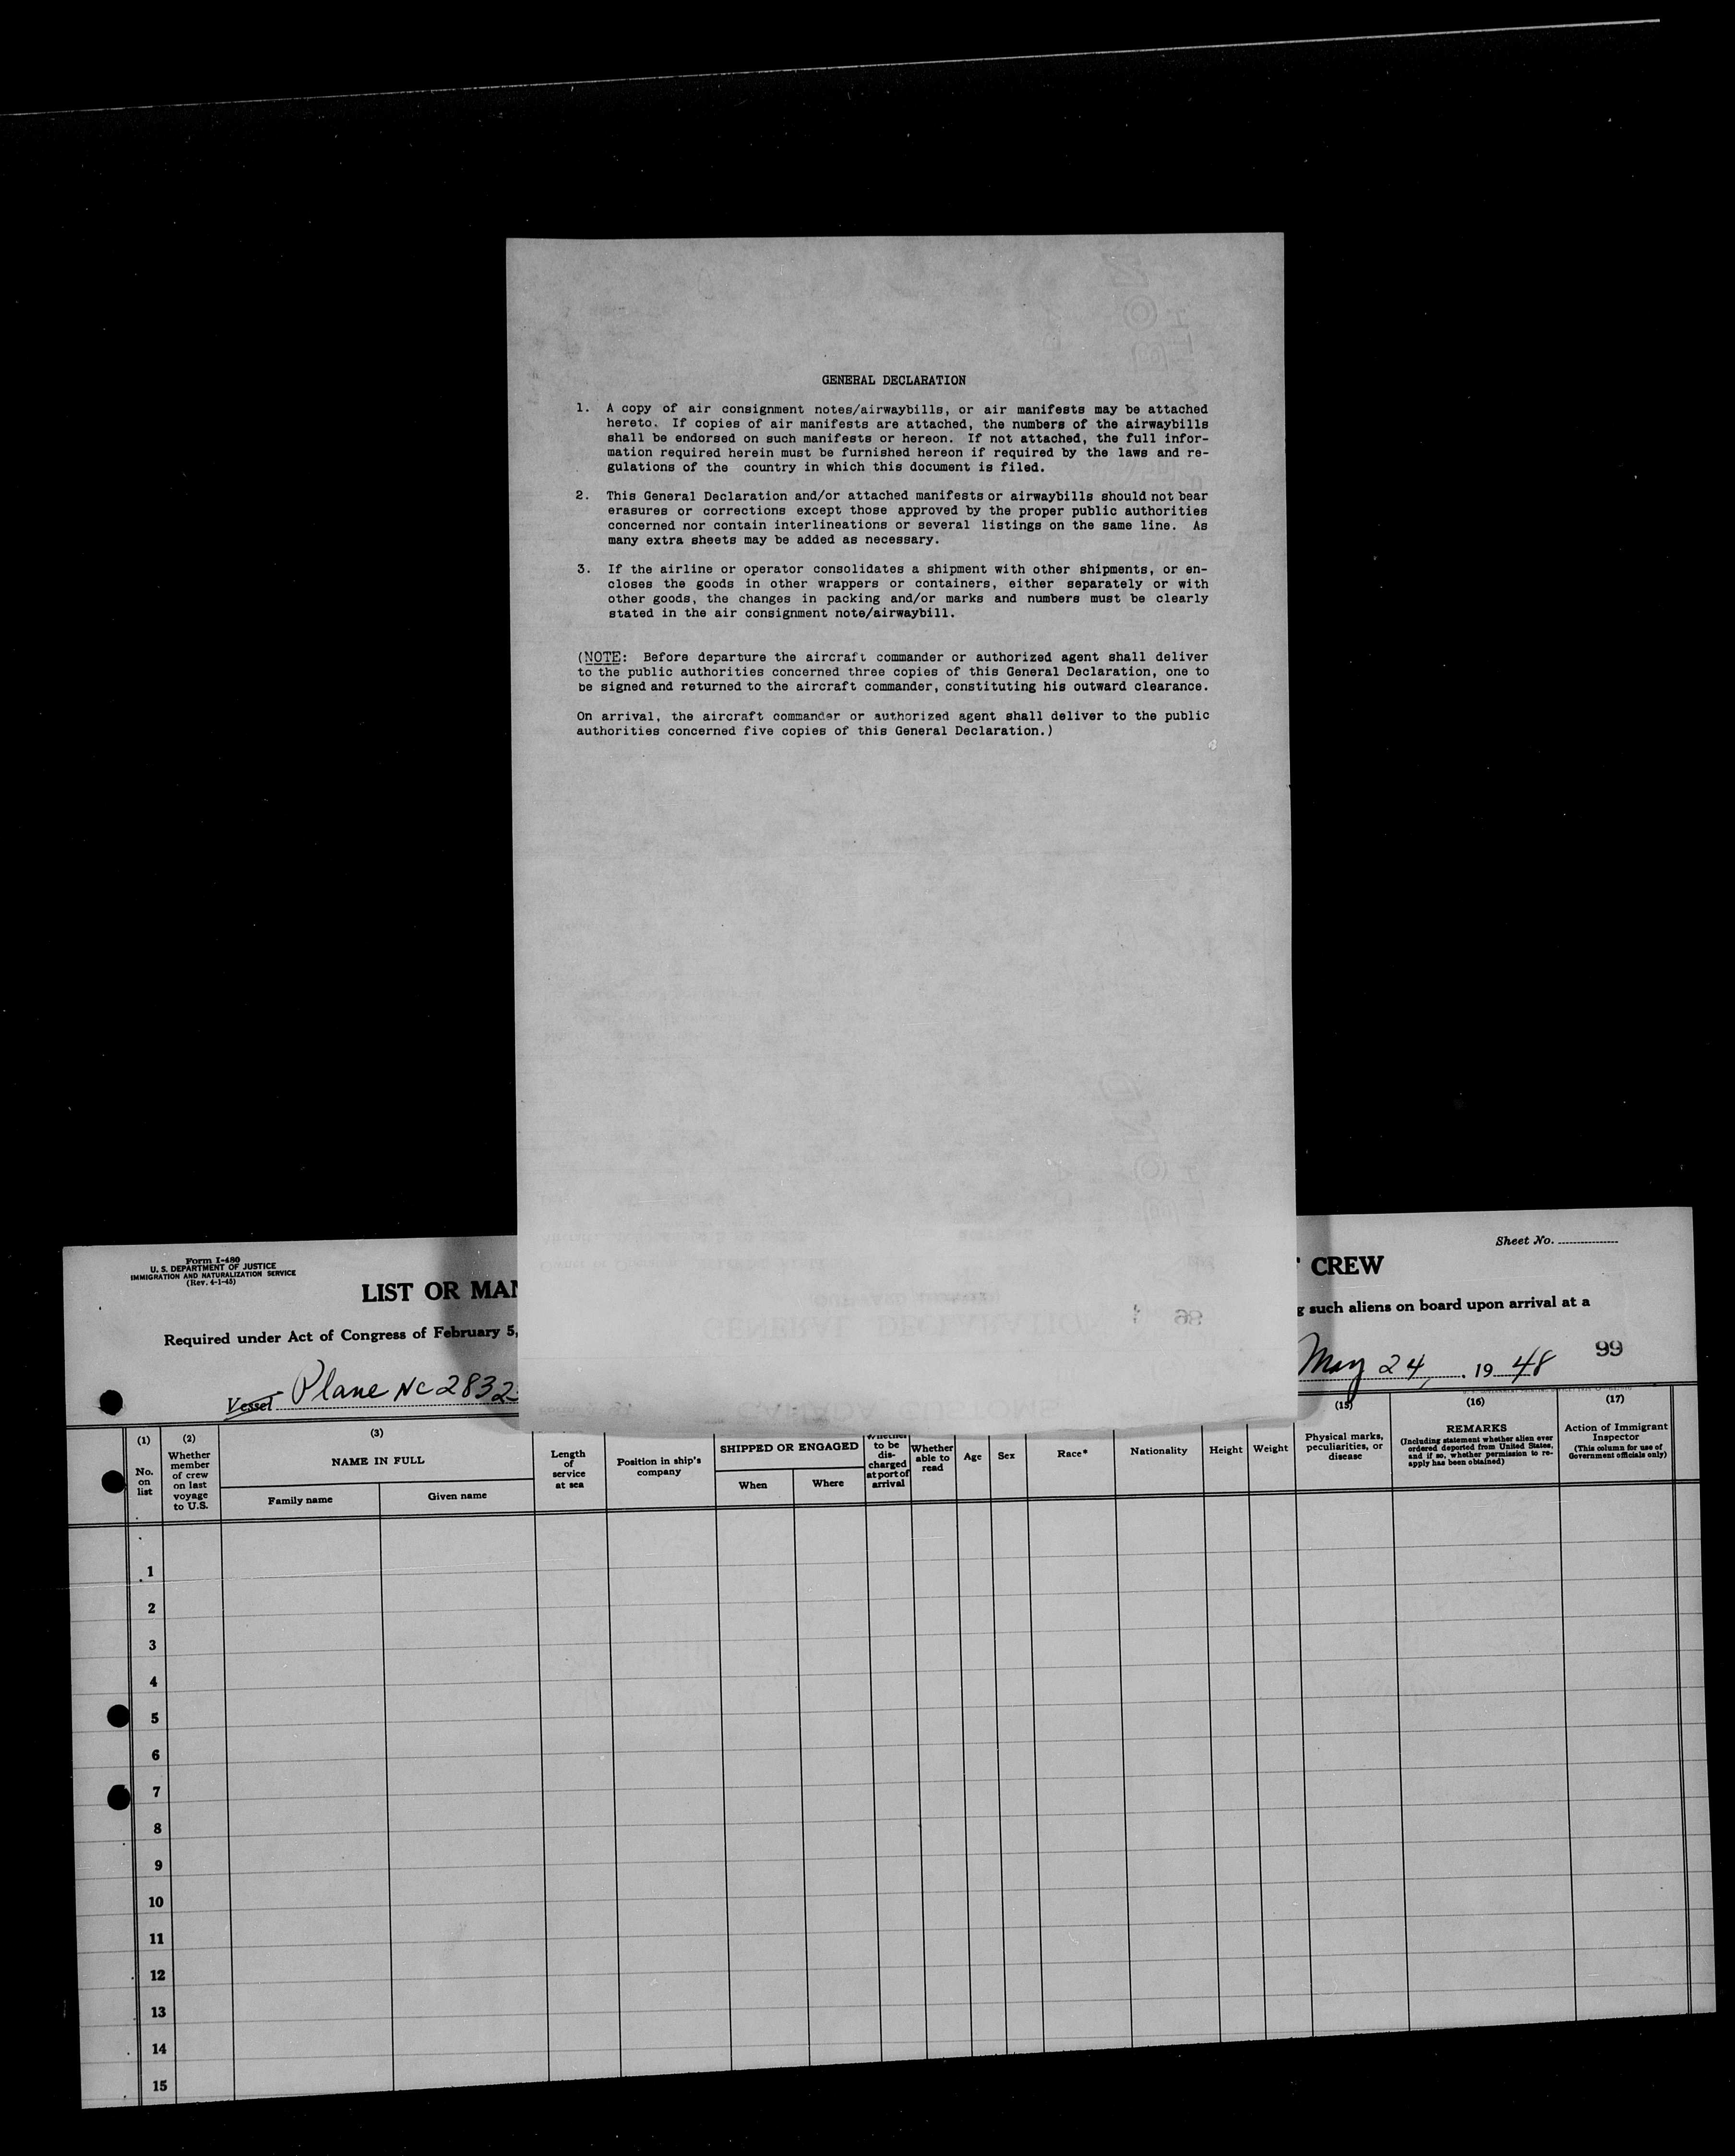 GENERAL DECLARATION
1. A copy of air consignment notes/airwaybills, or air manifests may be attached
hereto. If copies of air manifests are attached, the numbers of the airwaybills
shall be endorsed on such manifests or hereon. If not attached, the full infor-
mation required herein must be furnished hereon if required by the laws and re-
gulations of the country in which this document is filed.
2. This General Declaration and/or attached manifests or airwaybills should not bear
erasures or corrections except those approved by the proper public authorities
concerned nor contain interlineations or several listings on the same line. As
many extra sheets may be added as necessary.
3. If the airline or operator consolidates a shipment with other shipments, or en-
closes the goods in other wrappers or containers, either separately or with
other goods, the changes in packing and/or marks and numbers must be clearly
stated in the air consignment note/airwaybill.
(NOTE: Before departure the aircraft commander or authorized agent shall deliver
to the public authorities concerned three copies of this General Declaration, one to
be signed and returned to the aircraft commander, constituting his outward clearance.
On arrival, the aircraft commander or authorized agent shall deliver to the public
authorities concerned five copies of this General Declaration.)
Form I-480
U. S. DEPARTMENT OF JUSTICE
IMMIGRATION AND NATURALIZATION SERVICE
(Rev. 4-1-45)
Sheet No.
LIST OR MAN CREW
Required under Act of Congress of February 5, such aliens on board upon arrival at a
Vessel Plane NC 2832 May 24, 1948
99
(1) No. on list
(2) Whether member of crew on last voyage to U.S.
(3) NAME IN FULL
Family name
Given name
Length of service at sea
Position in ship's company
SHIPPED OR ENGAGED
When
Where
Whether to be discharged at port of arrival
Whether able to read
Age
Sex
Race*
Nationality
Height
Weight
(15) Physical marks, peculiarities, or disease
(16) REMARKS
(Including statement whether alien ever ordered deported from United States, and if so, whether permission to re-apply has been obtained)
(17) Action of Immigrant Inspector
(This column for use of Government officials only)
1
2
3
4
5
6
7
8
9
10
11
12
13
14
15